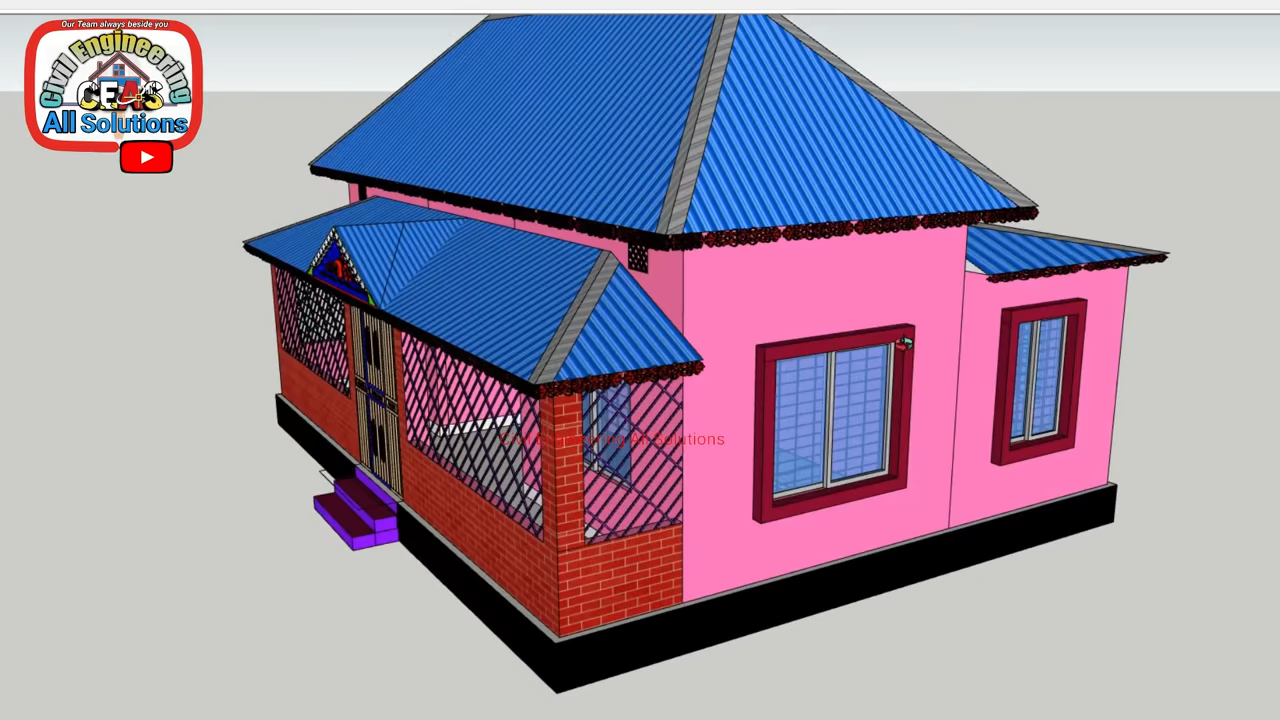 Our Team always beside you
Civil Engineering
CEAS
All Solutions
Civil Engineering All Solutions